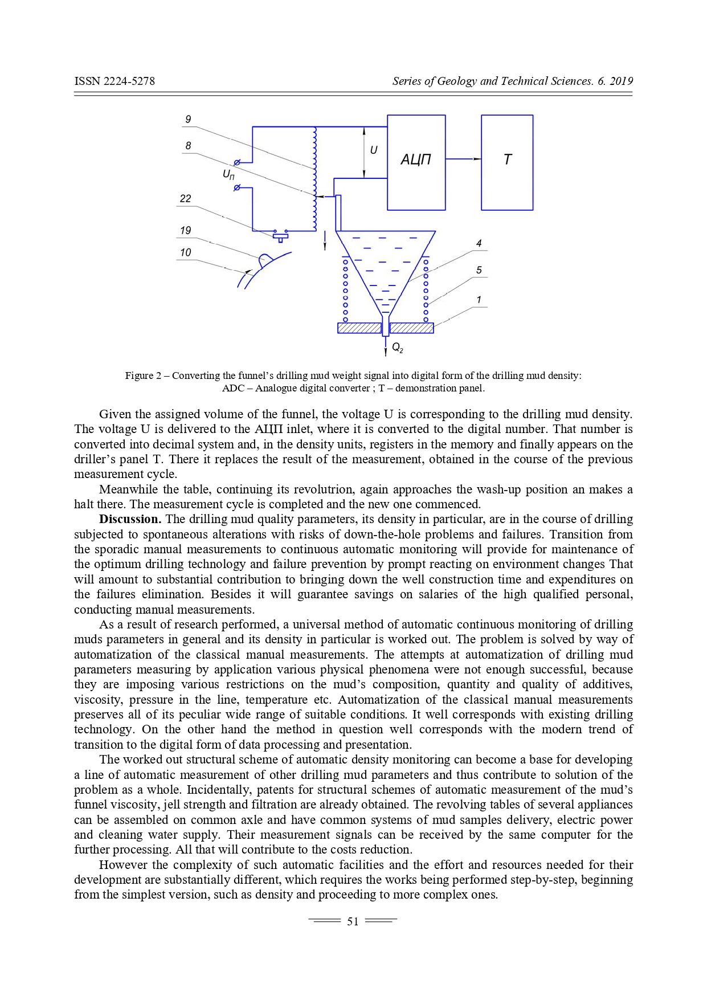 ISSN 2224-5278 Series of Geology and Technical Sciences. 6. 2019
9
8
U
АЦП
T
Uп
22
19
10
4
5
1
Q2
Figure 2 – Converting the funnel’s drilling mud weight signal into digital form of the drilling mud density:
ADC – Analogue digital converter ; T – demonstration panel.
Given the assigned volume of the funnel, the voltage U is corresponding to the drilling mud density.
The voltage U is delivered to the АЦП inlet, where it is converted to the digital number. That number is
converted into decimal system and, in the density units, registers in the memory and finally appears on the
driller’s panel T. There it replaces the result of the measurement, obtained in the course of the previous
measurement cycle.
Meanwhile the table, continuing its revolutrion, again approaches the wash-up position an makes a
halt there. The measurement cycle is completed and the new one commenced.
Discussion. The drilling mud quality parameters, its density in particular, are in the course of drilling
subjected to spontaneous alterations with risks of down-the-hole problems and failures. Transition from
the sporadic manual measurements to continuous automatic monitoring will provide for maintenance of
the optimum drilling technology and failure prevention by prompt reacting on environment changes That
will amount to substantial contribution to bringing down the well construction time and expenditures on
the failures elimination. Besides it will guarantee savings on salaries of the high qualified personal,
conducting manual measurements.
As a result of research performed, a universal method of automatic continuous monitoring of drilling
muds parameters in general and its density in particular is worked out. The problem is solved by way of
automatization of the classical manual measurements. The attempts at automatization of drilling mud
parameters measuring by application various physical phenomena were not enough successful, because
they are imposing various restrictions on the mud’s composition, quantity and quality of additives,
viscosity, pressure in the line, temperature etc. Automatization of the classical manual measurements
preserves all of its peculiar wide range of suitable conditions. It well corresponds with existing drilling
technology. On the other hand the method in question well corresponds with the modern trend of
transition to the digital form of data processing and presentation.
The worked out structural scheme of automatic density monitoring can become a base for developing
a line of automatic measurement of other drilling mud parameters and thus contribute to solution of the
problem as a whole. Incidentally, patents for structural schemes of automatic measurement of the mud’s
funnel viscosity, jell strength and filtration are already obtained. The revolving tables of several appliances
can be assembled on common axle and have common systems of mud samples delivery, electric power
and cleaning water supply. Their measurement signals can be received by the same computer for the
further processing. All that will contribute to the costs reduction.
However the complexity of such automatic facilities and the effort and resources needed for their
development are substantially different, which requires the works being performed step-by-step, beginning
from the simplest version, such as density and proceeding to more complex ones.
51